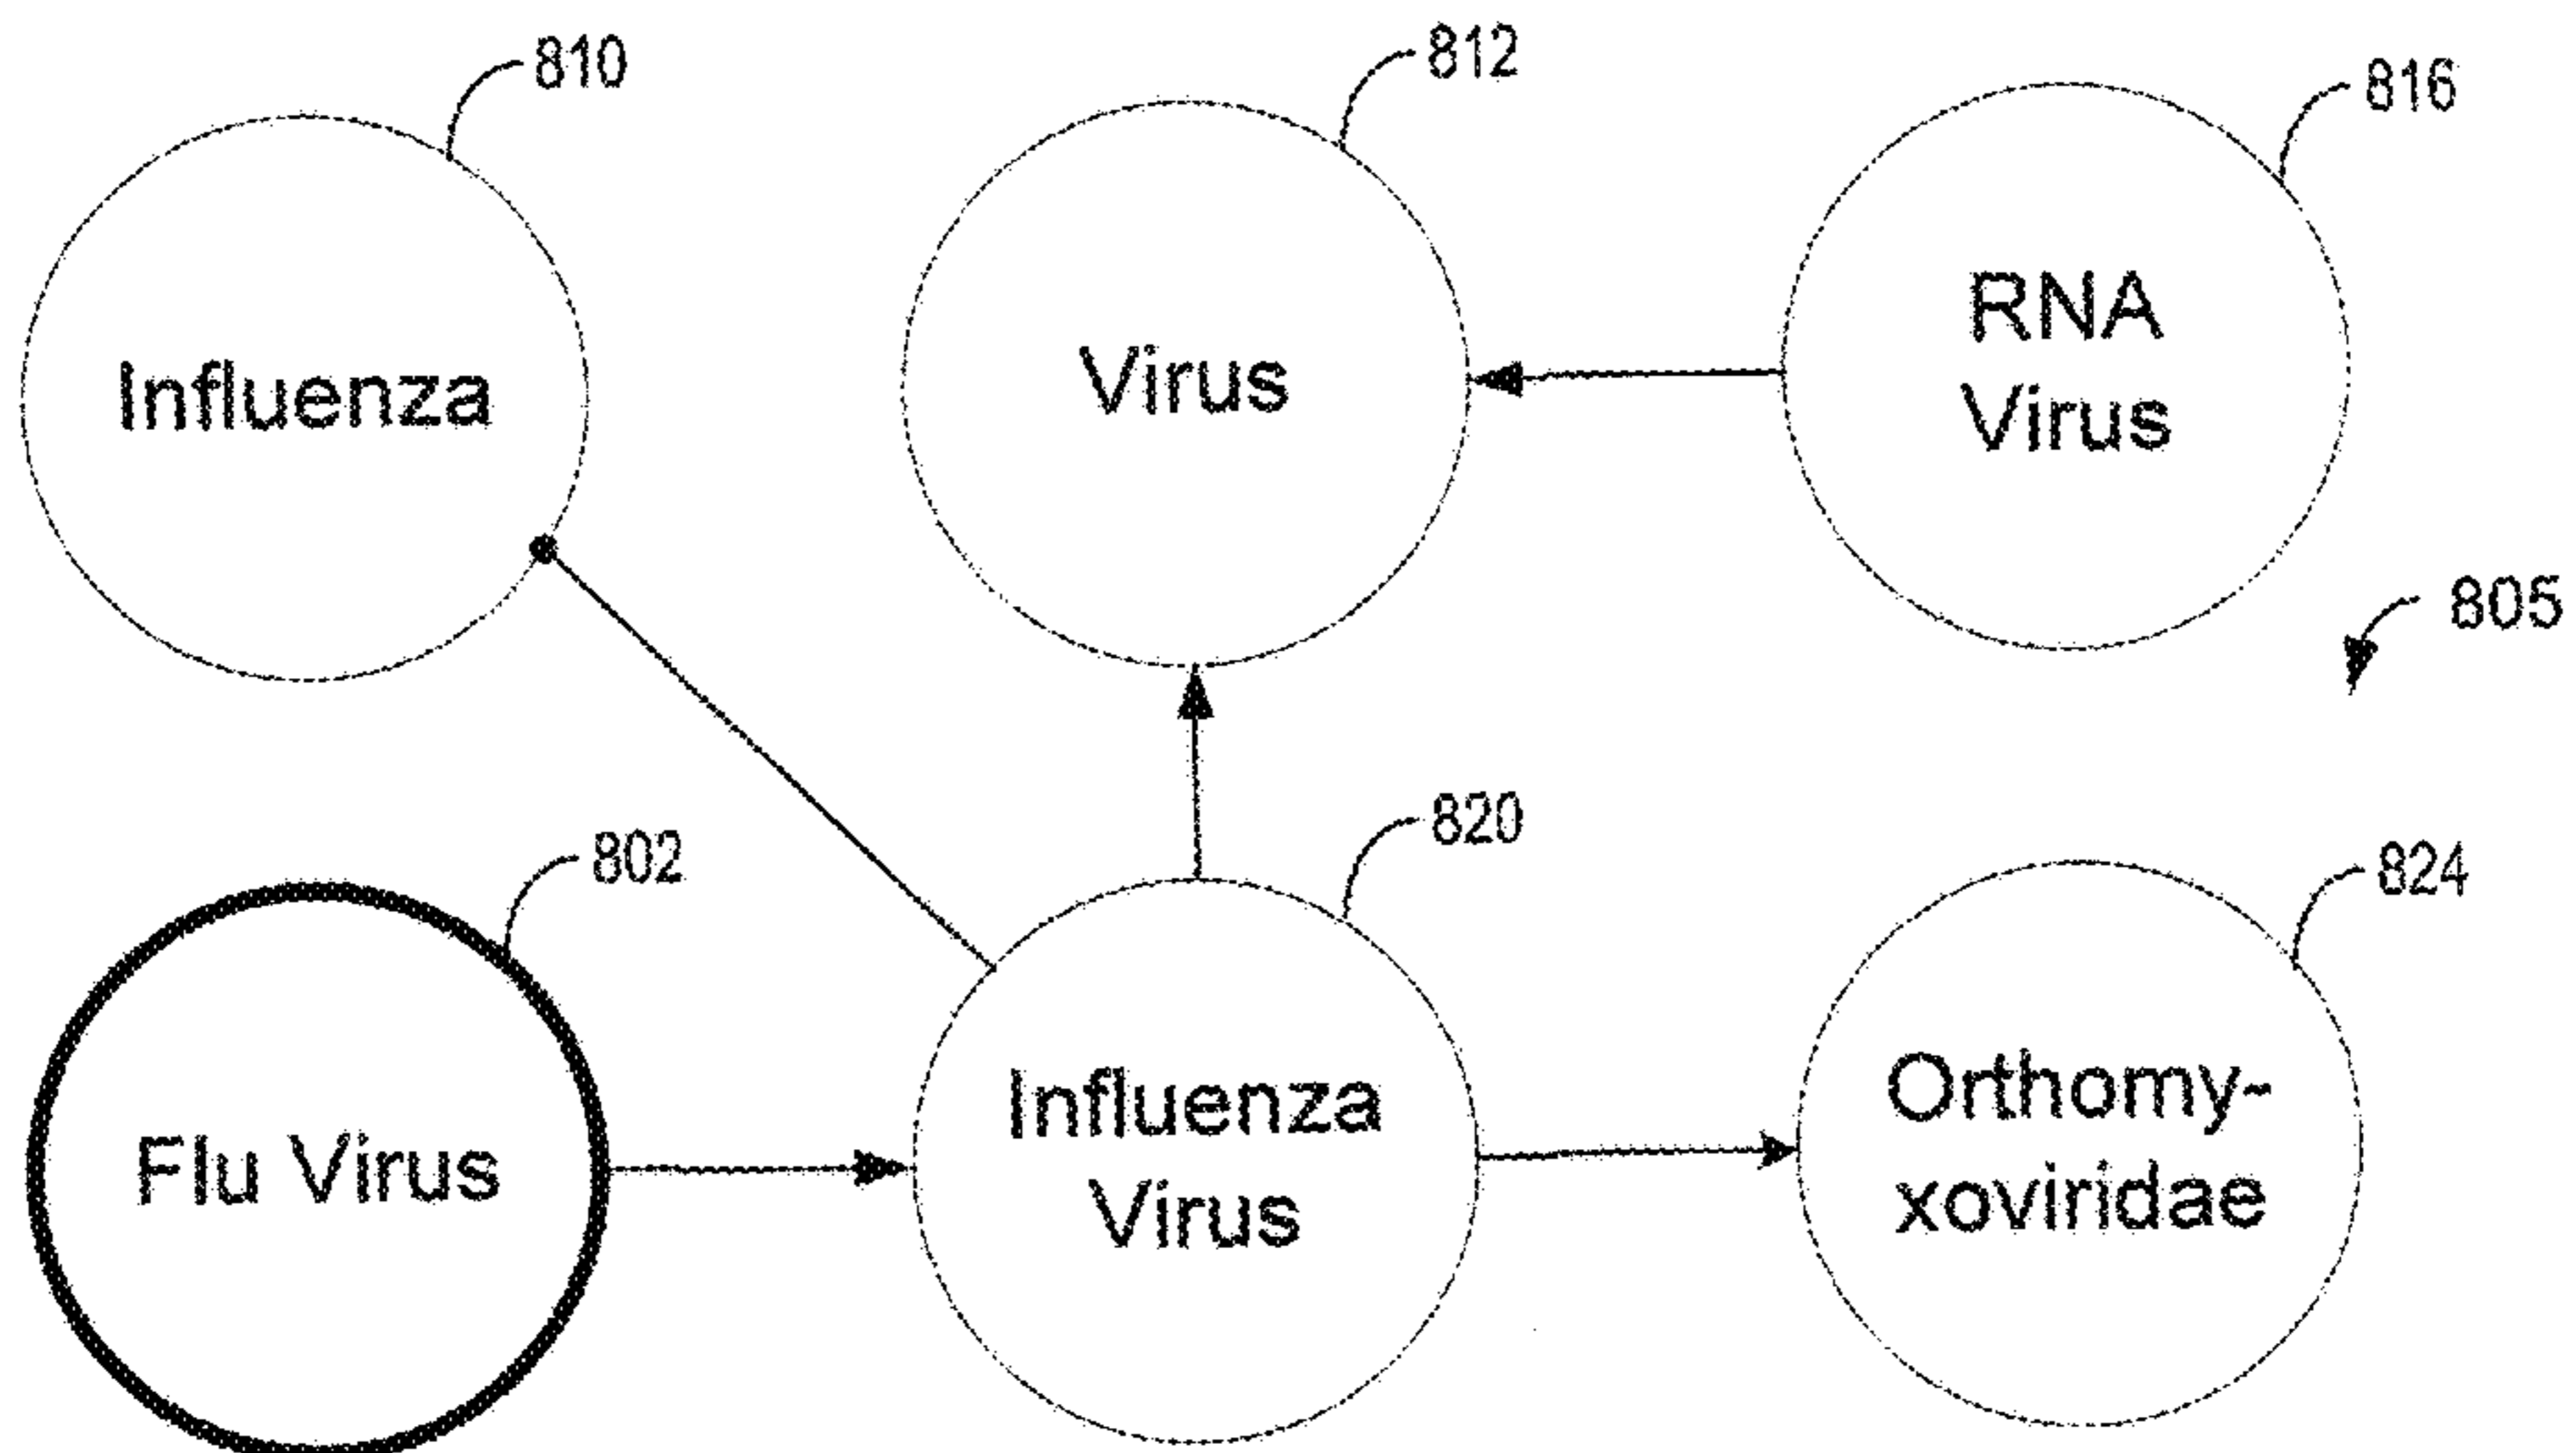 810
812
816
Influenza
Virus
RNA
Virus
805
802
820
824
Flu Virus
Influenza
Virus
Orthomy-
xoviridae